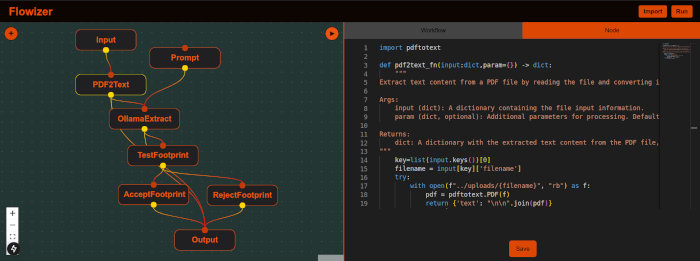 Flowizer
Import Run
Input
Prompt
PDF2Text
OllamaExtract
TestFootprint
AcceptFootprint RejectFootprint
Output
Workflow Node
1 import pdftotext
2
3 def pdf2text_fn(input:dict,param={}) -> dict:
4 """
5 Extract text content from a PDF file by reading the file and converting i
6
7 Args:
8 input (dict): A dictionary containing the file input information.
9 param (dict, optional): Additional parameters for processing. Default
10
11 Returns:
12 dict: A dictionary with the extracted text content from the PDF file,
13 """
14 key=list(input.keys())[0]
15 filename = input[key]['filename']
16 try:
17 with open(f"../uploads/{filename}", "rb") as f:
18 pdf = pdftotext.PDF(f)
19 return {'text': "\n\n".join(pdf)}
Save